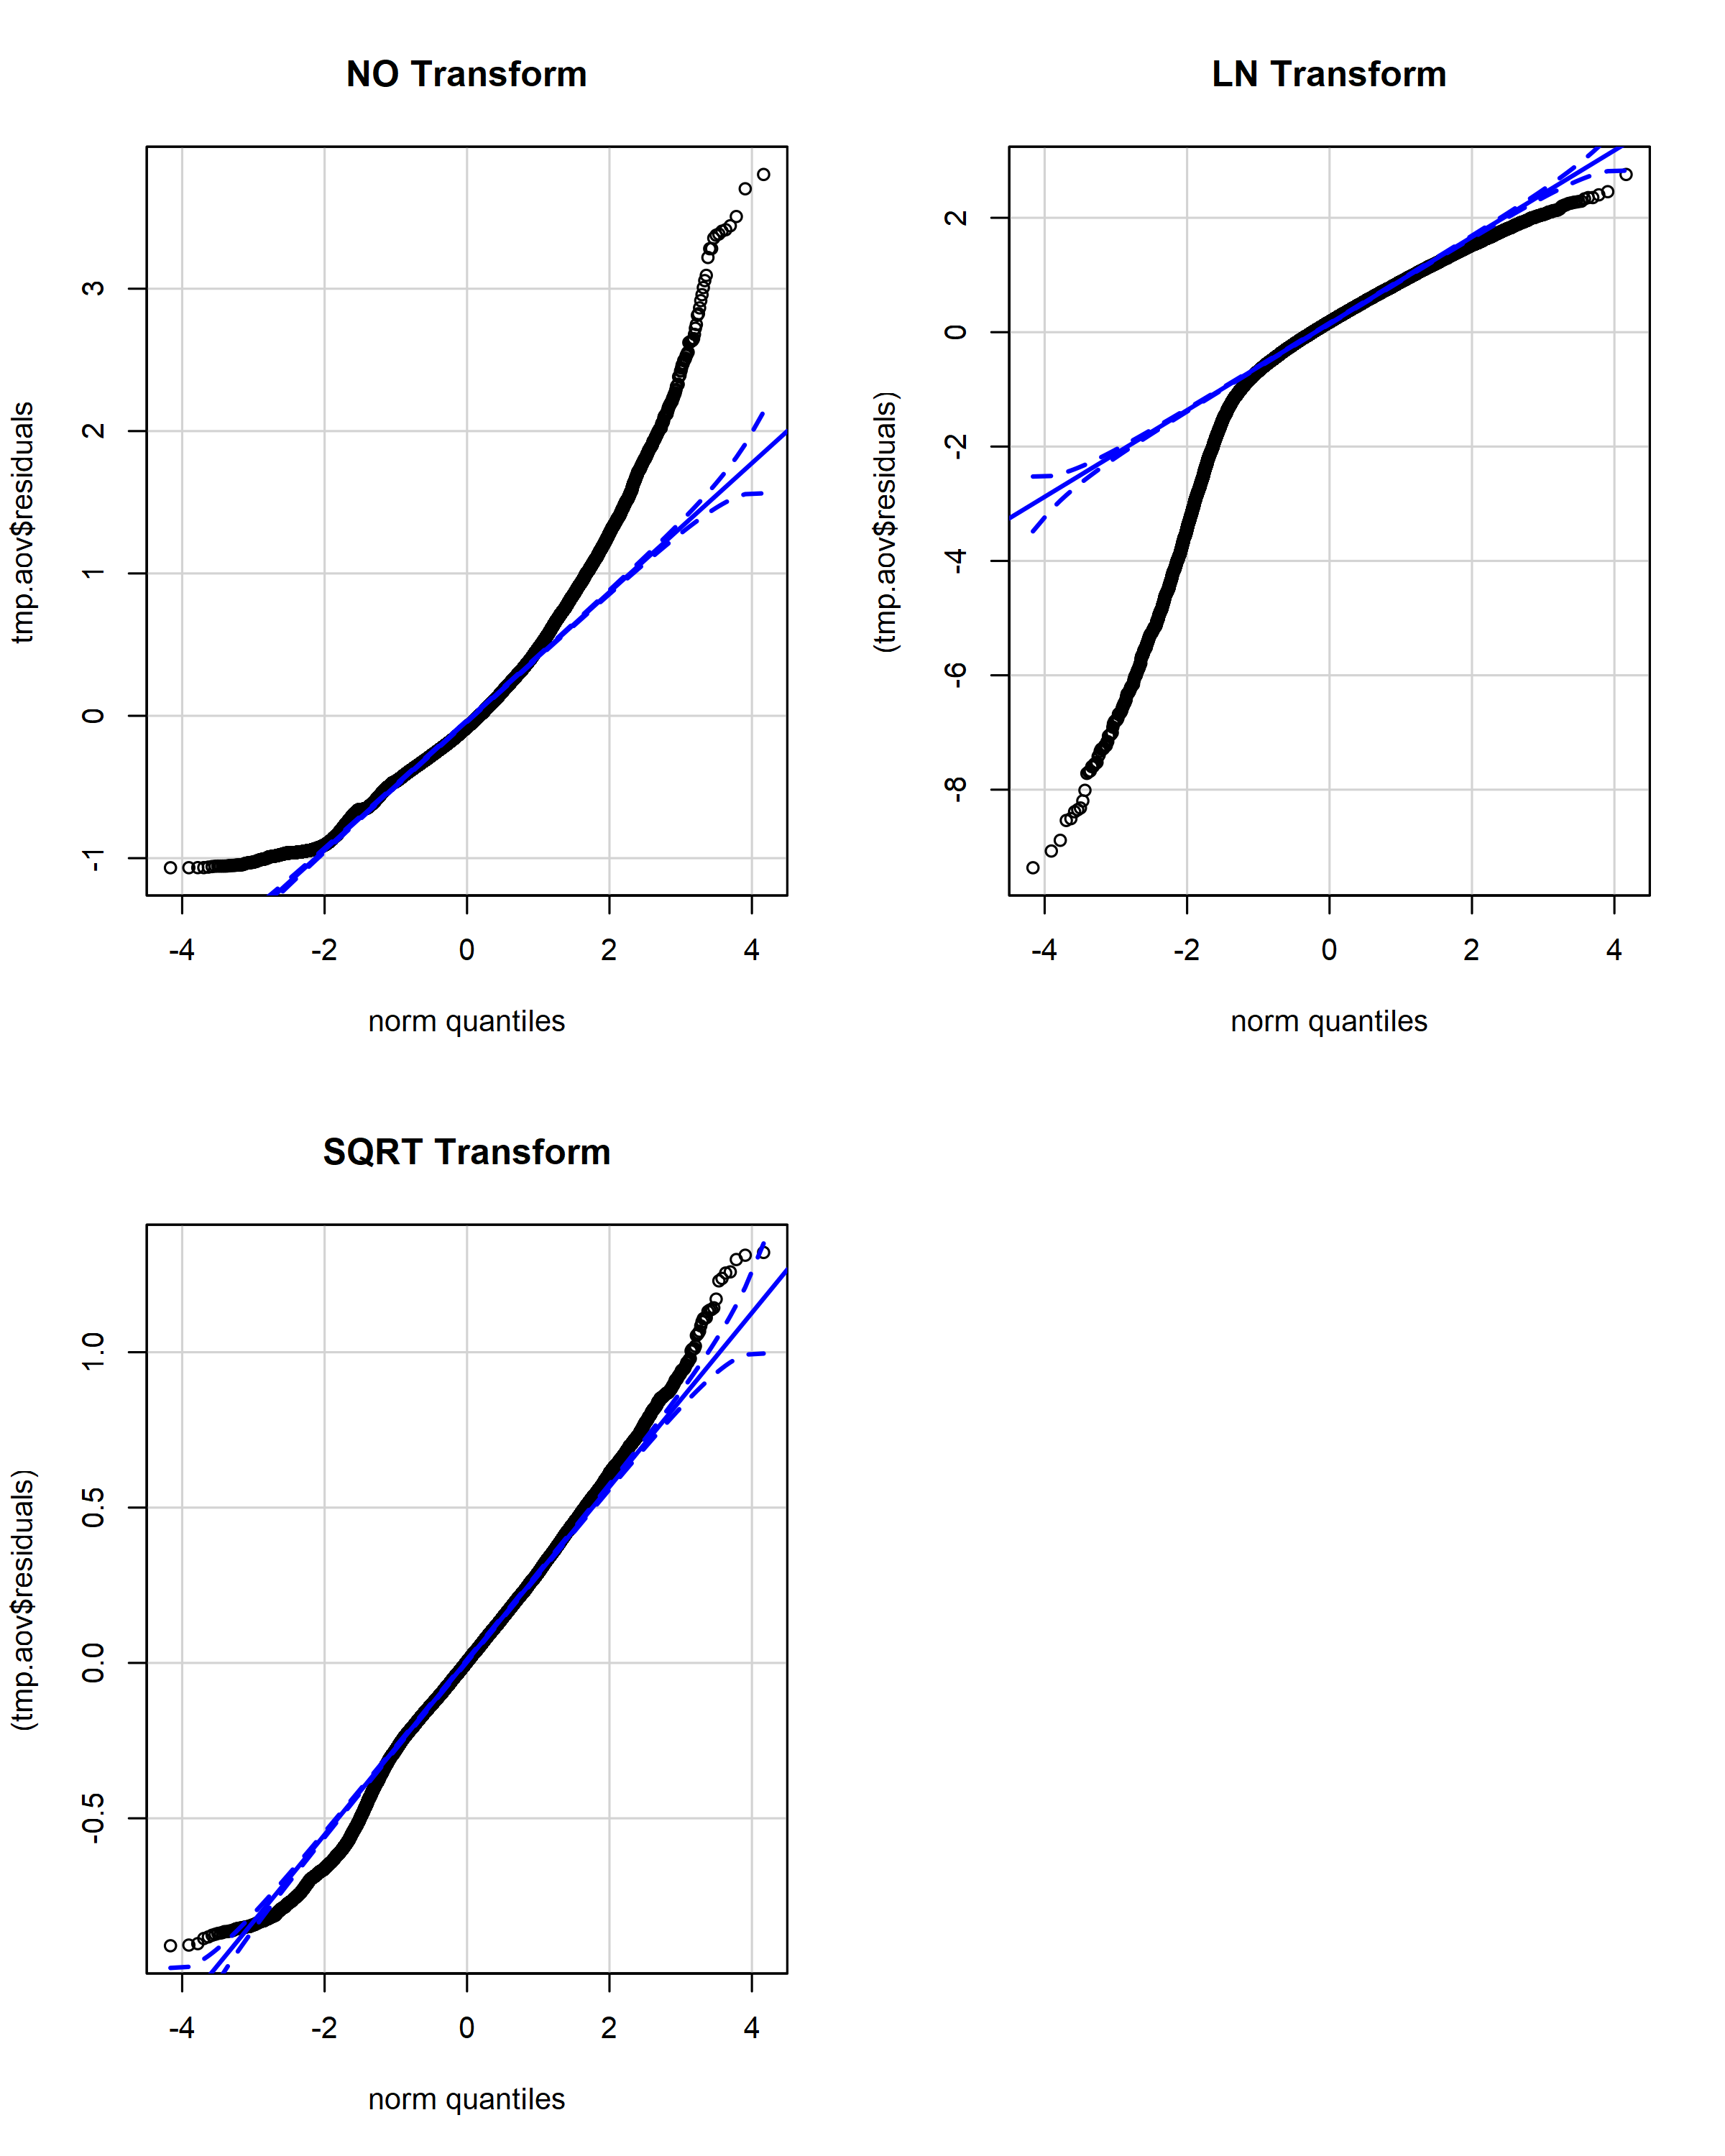 NO Transform
tmp.aov$residuals
3
2
1
0
-1
-4 -2 0 2 4
norm quantiles
LN Transform
(tmp.aov$residuals)
2
0
-2
-4
-6
-8
-4 -2 0 2 4
norm quantiles
SQRT Transform
(tmp.aov$residuals)
1.0
0.5
0.0
-0.5
-4 -2 0 2 4
norm quantiles